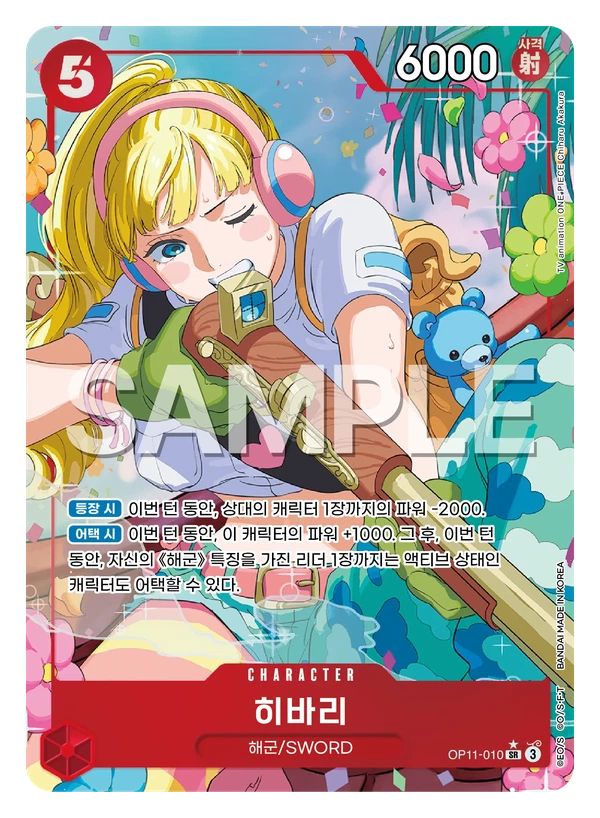 5
6000
사격
射
TV animation ONE PIECE Chiharu Akakura
SAMPLE
등장 시 이번 턴 동안, 상대의 캐릭터 1장까지의 파워 -2000.
어택 시 이번 턴 동안, 이 캐릭터의 파워 +1000. 그 후, 이번 턴
동안, 자신의 《해군》 특징을 가진 리더 1장까지는 액티브 상태인
캐릭터도 어택할 수 있다.
CHARACTER
히바리
해군/SWORD
OP11-010 SR 3
©E.O/S. ©O/S.F.T BANDAI MADE IN KOREA